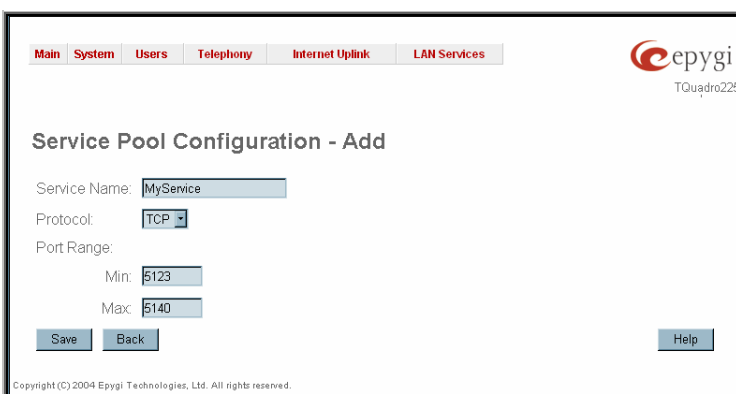 Main System Users Telephony Internet Uplink LAN Services
epygi
TQuadro225
Service Pool Configuration - Add
Service Name: MyService
Protocol: TCP
Port Range:
Min: 5123
Max: 5140
Save Back Help
Copyright (C) 2004 Epygi Technologies, Ltd. All rights reserved.